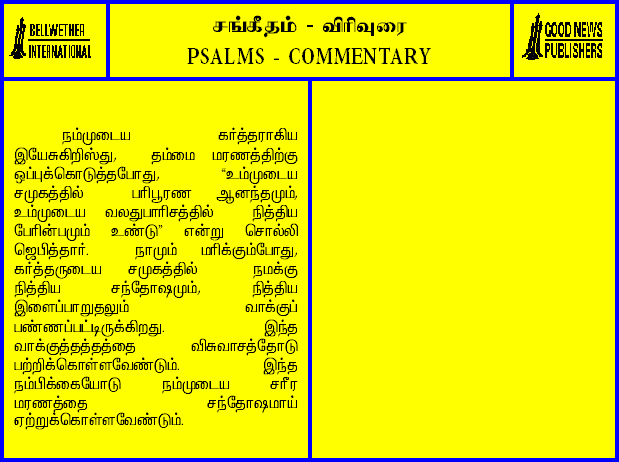 BELLWETHER
INTERNATIONAL
சங்கீதம் - விரிவுரை
PSALMS - COMMENTARY
GOOD NEWS
PUBLISHERS
நம்முடைய கர்த்தராகிய
இயேசுகிறிஸ்து, தம்மை மரணத்திற்கு
ஒப்புக்கொடுத்தபோது, “உம்முடைய
சமுகத்தில் பரிபூரண ஆனந்தமும்,
உம்முடைய வலதுபாரிசத்தில் நித்திய
பேரின்பமும் உண்டு” என்று சொல்லி
ஜெபித்தார். நாமும் மரிக்கும்போது,
கர்த்தருடைய சமுகத்தில் நமக்கு
நித்திய சந்தோஷமும், நித்திய
இளைப்பாறுதலும் வாக்குப்
பண்ணப்பட்டிருக்கிறது. இந்த
வாக்குத்தத்தத்தை விசுவாசத்தோடு
பற்றிக்கொள்ளவேண்டும். இந்த
நம்பிக்கையோடு நம்முடைய சரீர
மரணத்தை சந்தோஷமாய்
ஏற்றுக்கொள்ளவேண்டும்.